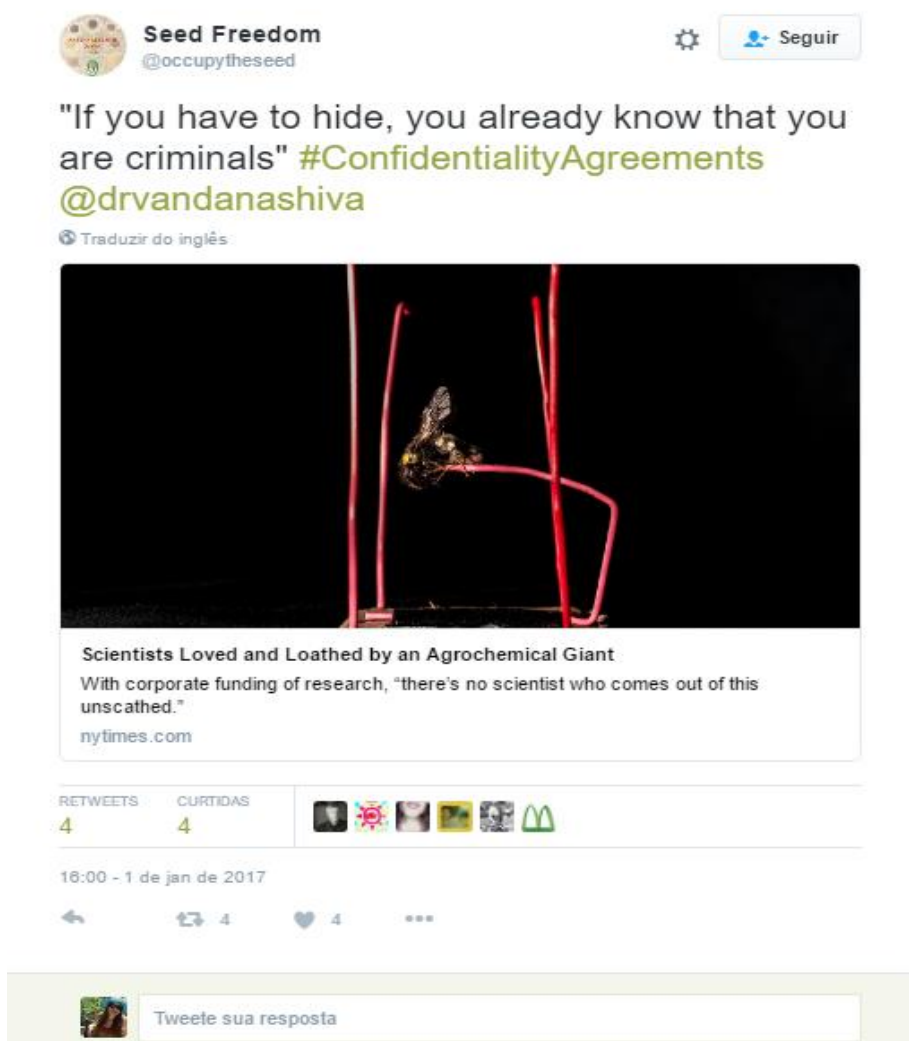 Seed Freedom
@occupytheseed
Seguir
"If you have to hide, you already know that you
are criminals" #ConfidentialityAgreements
@drvandanashiva
Traduzir do inglês
Scientists Loved and Loathed by an Agrochemical Giant
With corporate funding of research, “there's no scientist who comes out of this
unscathed.”
nytimes.com
RETWEETS CURTIDAS
4 4
16:00 - 1 de jan de 2017
4 4
Tweete sua resposta